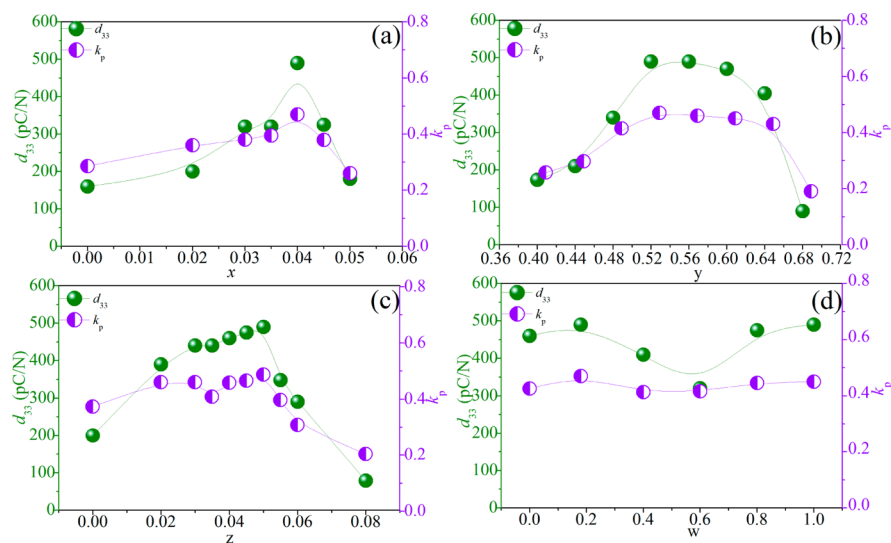 600
500
400
300
200
100
0
d33 (pC/N)
d33
kp
(a)
0.8
0.6
0.4
0.2
0.0
kp
0.00 0.01 0.02 0.03 0.04 0.05 0.06
x
600
500
400
300
200
100
0
d33 (pC/N)
d33
kp
(b)
0.8
0.6
0.4
0.2
0.0
kp
0.36 0.40 0.44 0.48 0.52 0.56 0.60 0.64 0.68 0.72
y
600
500
400
300
200
100
0
d33 (pC/N)
d33
kp
(c)
0.8
0.6
0.4
0.2
0.0
kp
0.00 0.02 0.04 0.06 0.08
z
600
500
400
300
200
100
0
d33 (pC/N)
d33
kp
(d)
0.8
0.6
0.4
0.2
0.0
kp
0.0 0.2 0.4 0.6 0.8 1.0
w